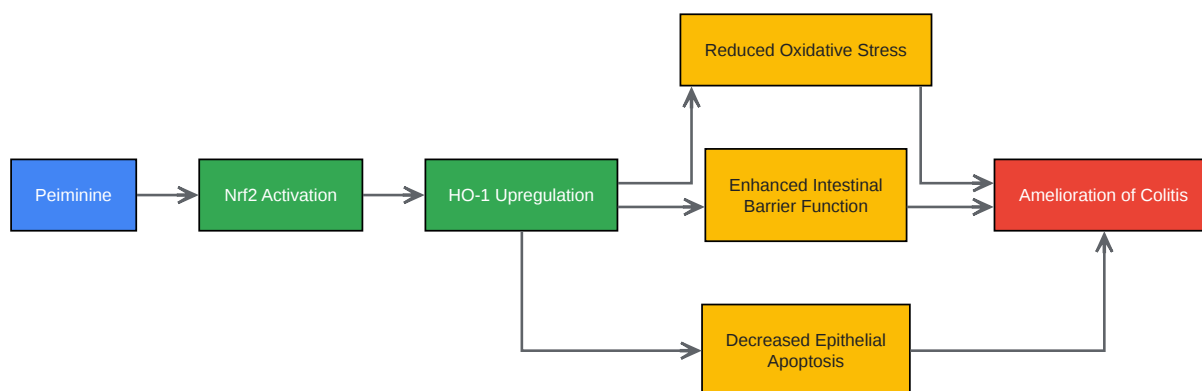 Peiminine
Nrf2 Activation
HO-1 Upregulation
Reduced Oxidative Stress
Enhanced Intestinal
Barrier Function
Decreased Epithelial
Apoptosis
Amelioration of Colitis